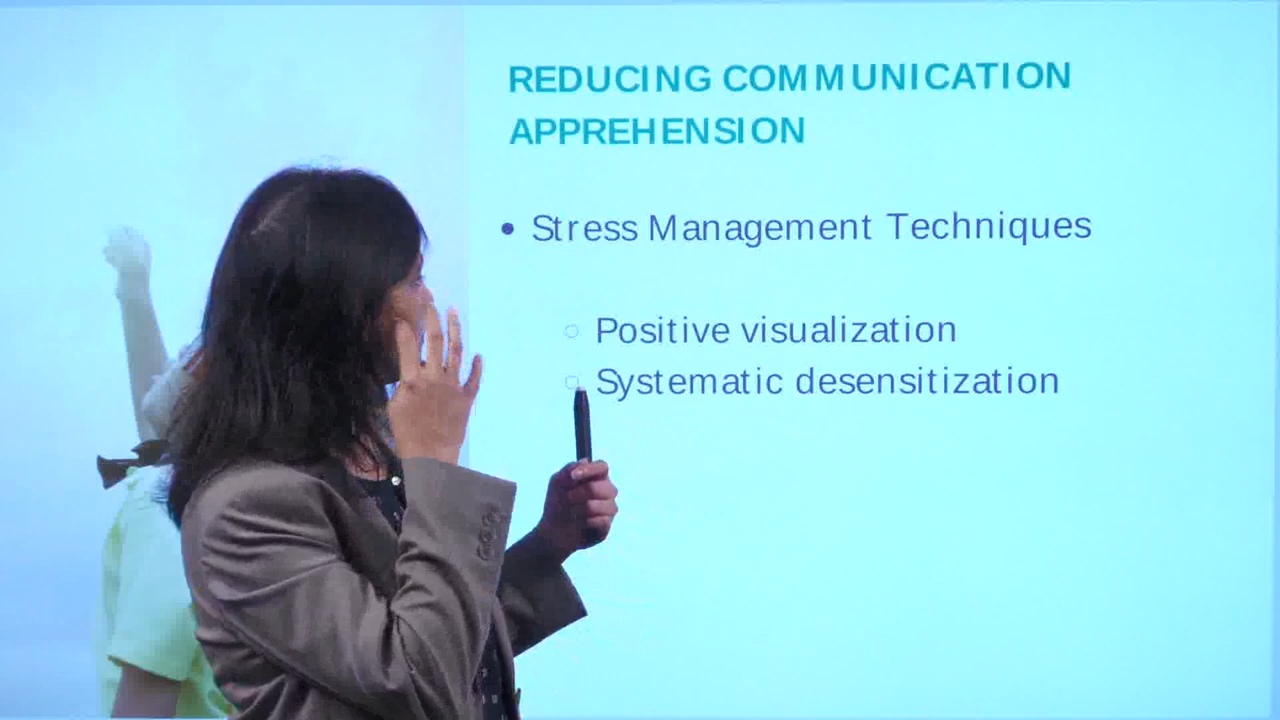 REDUCING COMMUNICATION
APPREHENSION
• Stress Management Techniques
○ Positive visualization
○ Systematic desensitization